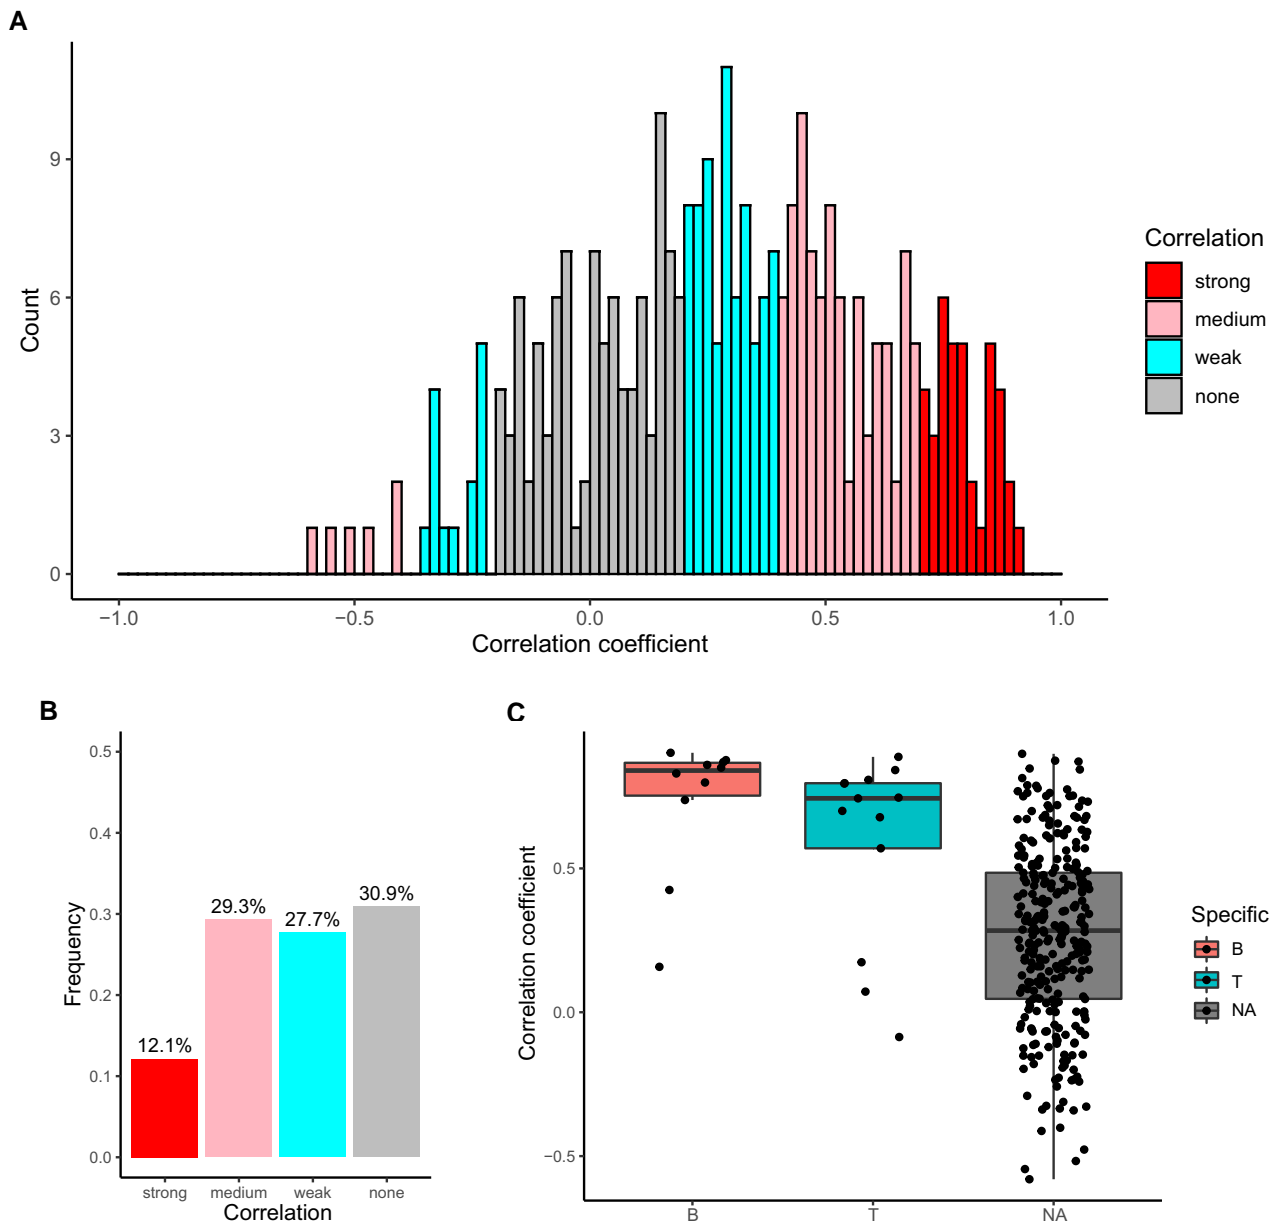 A
Count
9
6
3
0
−1.0 −0.5 0.0 0.5 1.0
Correlation coefficient
Correlation
strong
medium
weak
none
B
Frequency
0.5
0.4
0.3
0.2
0.1
0.0
12.1% 29.3% 27.7% 30.9%
strong medium weak none
Correlation
C
Correlation coefficient
0.5
0.0
−0.5
B T NA
Specific
B
T
NA